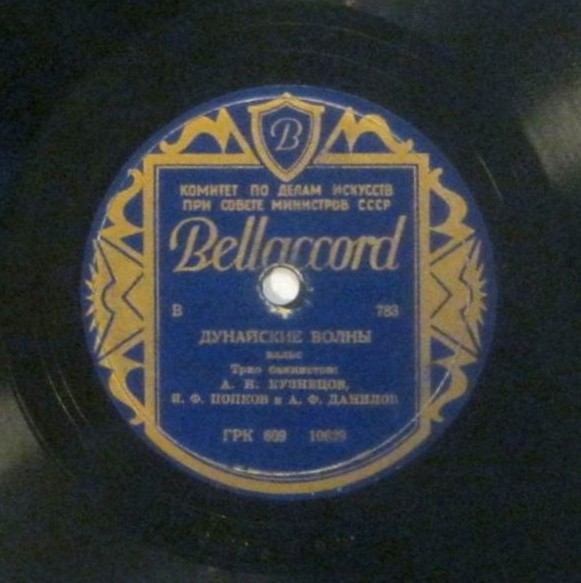 B
КОМИТЕТ ПО ДЕЛАМ ИСКУССТВ
ПРИ СОВЕТЕ МИНИСТРОВ СССР
Bellaccord
В 783
ДУНАЙСКИЕ ВОЛНЫ
вальс
Трио баянистов:
А. И. КУЗНЕЦОВ,
Я. Ф. ПОПКОВ и А. Ф. ДАНИЛОВ
ГРК 609